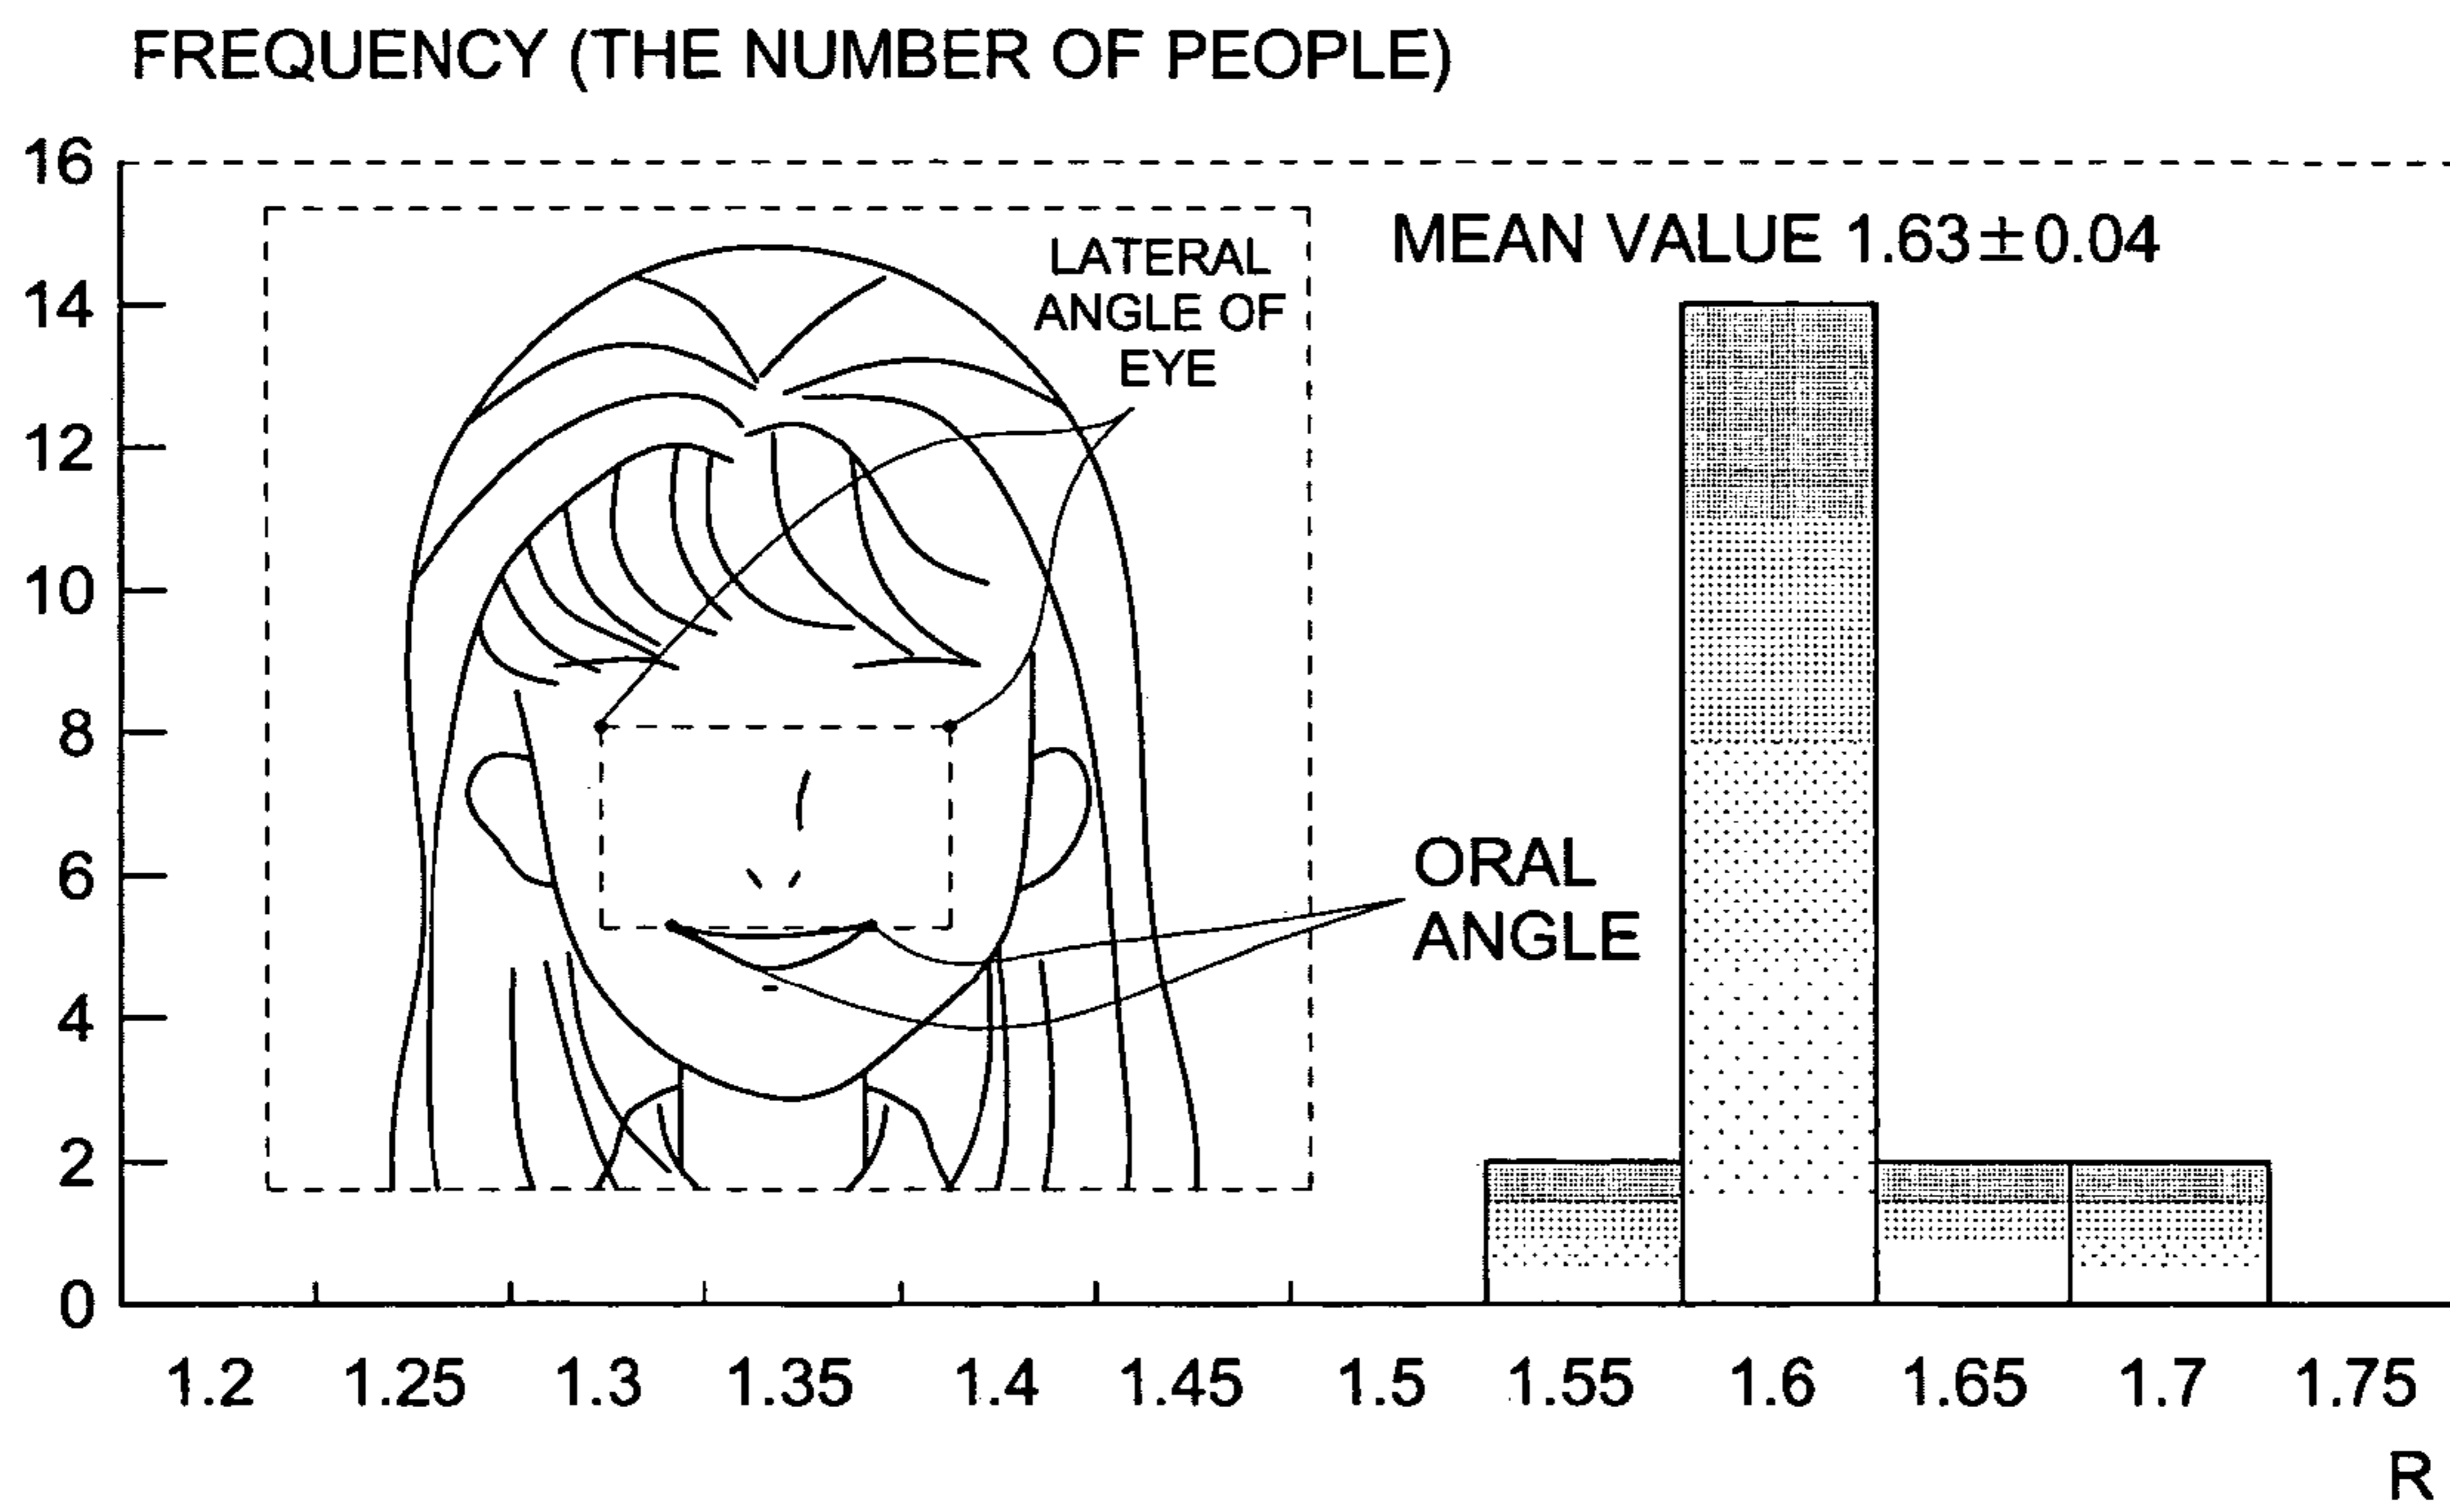 FREQUENCY (THE NUMBER OF PEOPLE)
16
14
12
10
8
6
4
2
0
LATERAL
ANGLE OF
EYE
MEAN VALUE 1.63±0.04
ORAL
ANGLE
1.2 1.25 1.3 1.35 1.4 1.45 1.5 1.55 1.6 1.65 1.7 1.75
R